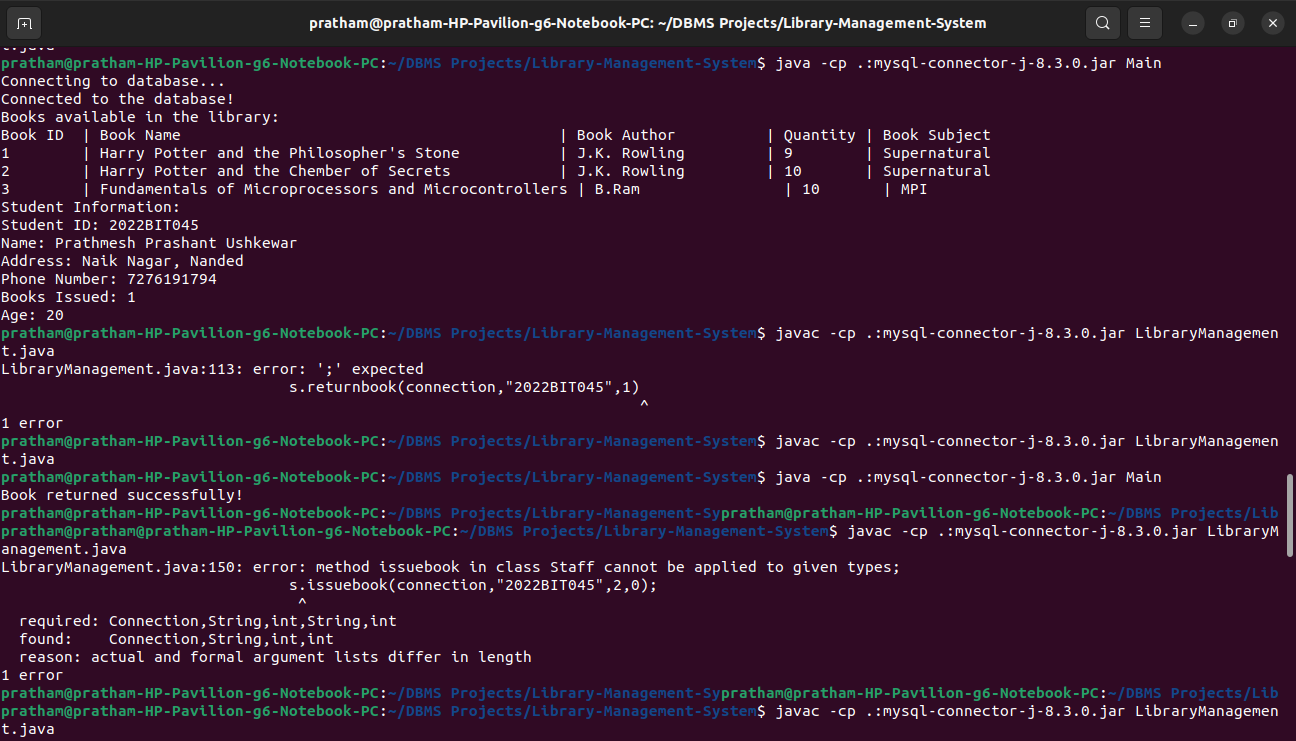 pratham@pratham-HP-Pavilion-g6-Notebook-PC: ~/DBMS Projects/Library-Management-System
t.java
pratham@pratham-HP-Pavilion-g6-Notebook-PC:~/DBMS Projects/Library-Management-System$ java -cp .:mysql-connector-j-8.3.0.jar Main
Connecting to database...
Connected to the database!
Books available in the library:
Book ID  | Book Name                                          | Book Author          | Quantity | Book Subject
1        | Harry Potter and the Philosopher's Stone           | J.K. Rowling         | 9        | Supernatural
2        | Harry Potter and the Chember of Secrets            | J.K. Rowling         | 10       | Supernatural
3        | Fundamentals of Microprocessors and Microcontrollers | B.Ram                | 10       | MPI
Student Information:
Student ID: 2022BIT045
Name: Prathmesh Prashant Ushkewar
Address: Naik Nagar, Nanded
Phone Number: 7276191794
Books Issued: 1
Age: 20
pratham@pratham-HP-Pavilion-g6-Notebook-PC:~/DBMS Projects/Library-Management-System$ javac -cp .:mysql-connector-j-8.3.0.jar LibraryManagemen
t.java
LibraryManagement.java:113: error: ';' expected
                                s.returnbook(connection,"2022BIT045",1)
                                                                       ^
1 error
pratham@pratham-HP-Pavilion-g6-Notebook-PC:~/DBMS Projects/Library-Management-System$ javac -cp .:mysql-connector-j-8.3.0.jar LibraryManagemen
t.java
pratham@pratham-HP-Pavilion-g6-Notebook-PC:~/DBMS Projects/Library-Management-System$ java -cp .:mysql-connector-j-8.3.0.jar Main
Book returned successfully!
pratham@pratham-HP-Pavilion-g6-Notebook-PC:~/DBMS Projects/Library-Management-Sypratham@pratham-HP-Pavilion-g6-Notebook-PC:~/DBMS Projects/Lib
pratham@pratham@pratham-HP-Pavilion-g6-Notebook-PC:~/DBMS Projects/Library-Management-System$ javac -cp .:mysql-connector-j-8.3.0.jar LibraryM
anagement.java
LibraryManagement.java:150: error: method issuebook in class Staff cannot be applied to given types;
                                s.issuebook(connection,"2022BIT045",2,0);
                                 ^
  required: Connection,String,int,String,int
  found:    Connection,String,int,int
  reason: actual and formal argument lists differ in length
1 error
pratham@pratham-HP-Pavilion-g6-Notebook-PC:~/DBMS Projects/Library-Management-Sypratham@pratham-HP-Pavilion-g6-Notebook-PC:~/DBMS Projects/Lib
pratham@pratham-HP-Pavilion-g6-Notebook-PC:~/DBMS Projects/Library-Management-System$ javac -cp .:mysql-connector-j-8.3.0.jar LibraryManagemen
t.java